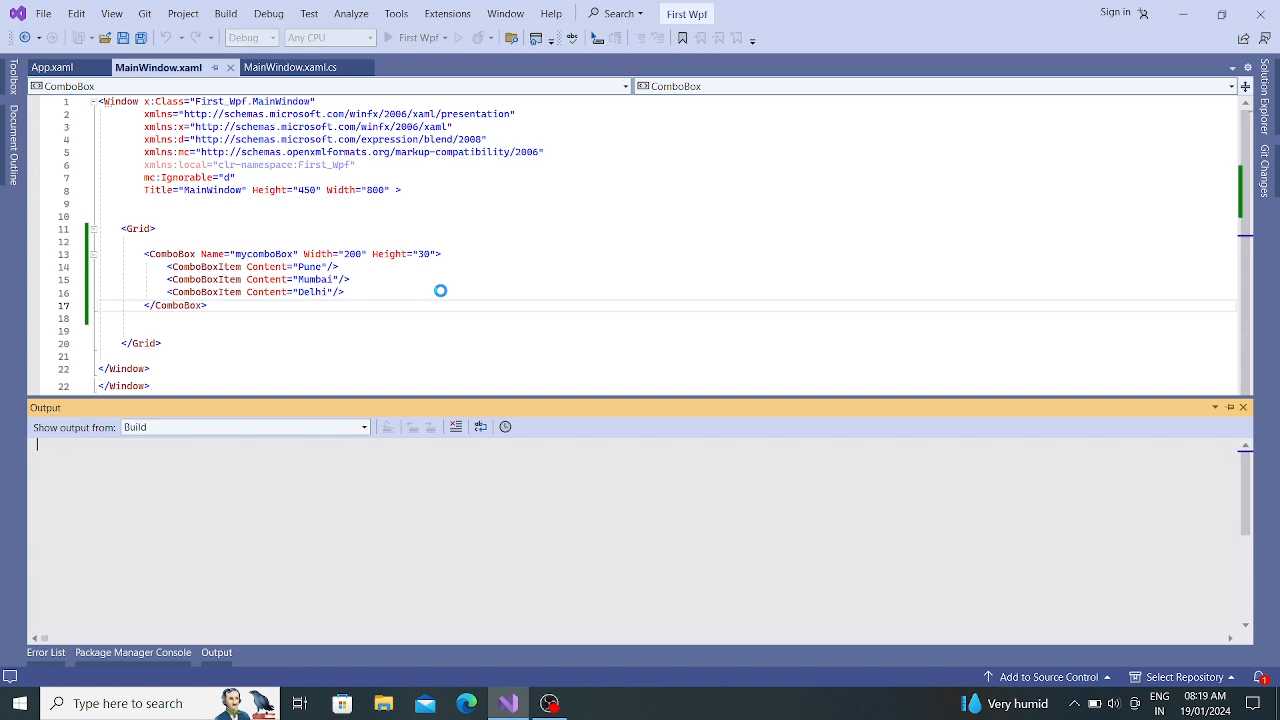 File Edit View Git Project Build Debug Test Analyze Tools Extensions Window Help Search First Wpf Sign in
Debug Any CPU First Wpf
App.xaml MainWindow.xaml MainWindow.xaml.cs
ComboBox ComboBox
1 <Window x:Class="First_Wpf.MainWindow"
2 xmlns="http://schemas.microsoft.com/winfx/2006/xaml/presentation"
3 xmlns:x="http://schemas.microsoft.com/winfx/2006/xaml"
4 xmlns:d="http://schemas.microsoft.com/expression/blend/2008"
5 xmlns:mc="http://schemas.openxmlformats.org/markup-compatibility/2006"
6 xmlns:local="clr-namespace:First_Wpf"
7 mc:Ignorable="d"
8 Title="MainWindow" Height="450" Width="800" >
9
10
11 <Grid>
12
13 <ComboBox Name="mycomboBox" Width="200" Height="30">
14 <ComboBoxItem Content="Pune"/>
15 <ComboBoxItem Content="Mumbai"/>
16 <ComboBoxItem Content="Delhi"/>
17 </ComboBox>
18
19
20 </Grid>
21
22 </Window>
22 </Window>
Toolbox
Document Outline
Solution Explorer
Git Changes
Output
Show output from: Build
Error List Package Manager Console Output
Add to Source Control Select Repository 1
Type here to search Very humid ENG IN 08:19 AM 19/01/2024